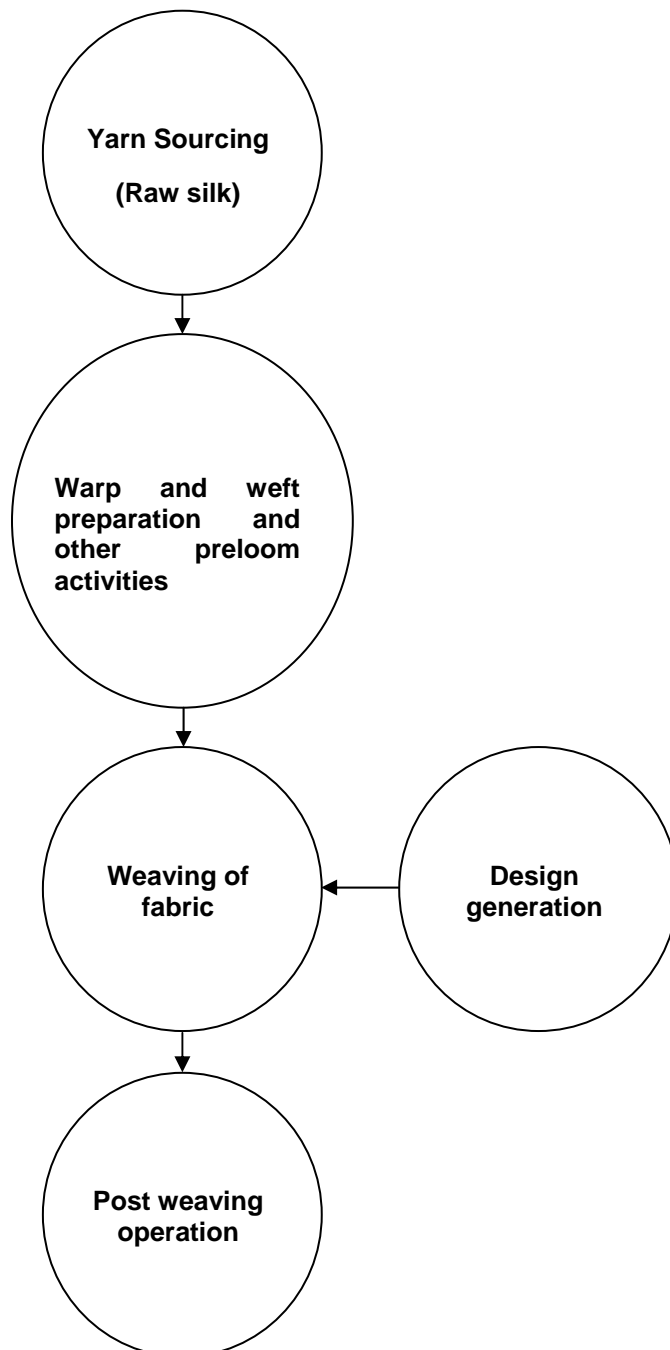 Yarn Sourcing
(Raw silk)
Warp and weft
preparation and
other preloom
activities
Weaving of
fabric
Design
generation
Post weaving
operation